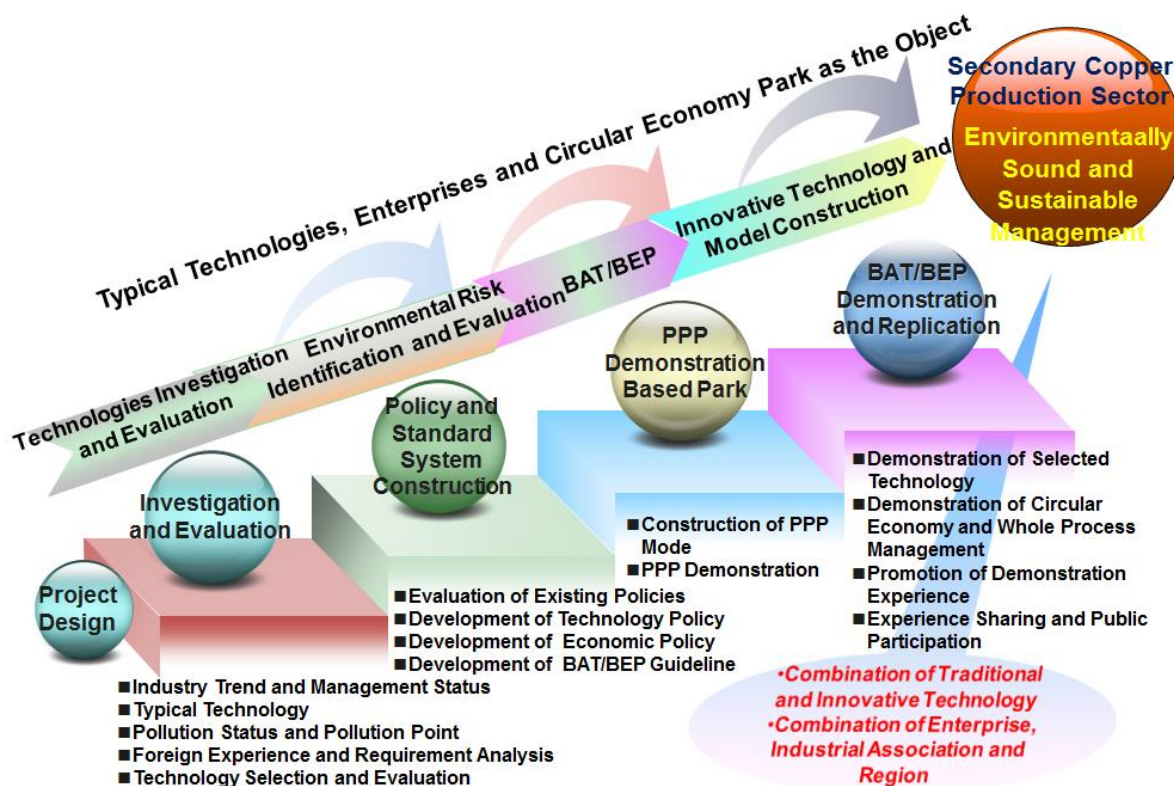 Typical Technologies, Enterprises and Circular Economy Park as the Object
Secondary Copper
Production Sector
Environmentaally
Sound and
Sustainable
Management
Technologies Investigation
and Evaluation
Environmental Risk
Identification and Evaluation
BAT/BEP
Innovative Technology and
Model Construction
Project
Design
Investigation
and Evaluation
Policy and
Standard
System
Construction
PPP
Demonstration
Based Park
BAT/BEP
Demonstration
and Replication
■Industry Trend and Management Status
■Typical Technology
■Pollution Status and Pollution Point
■Foreign Experience and Requirement Analysis
■Technology Selection and Evaluation
■Evaluation of Existing Policies
■Development of Technology Policy
■Development of Economic Policy
■Development of BAT/BEP Guideline
■Construction of PPP
Mode
■PPP Demonstration
■Demonstration of Selected
Technology
■Demonstration of Circular
Economy and Whole Process
Management
■Promotion of Demonstration
Experience
■Experience Sharing and Public
Participation
•Combination of Traditional
and Innovative Technology
•Combination of Enterprise,
Industrial Association and
Region